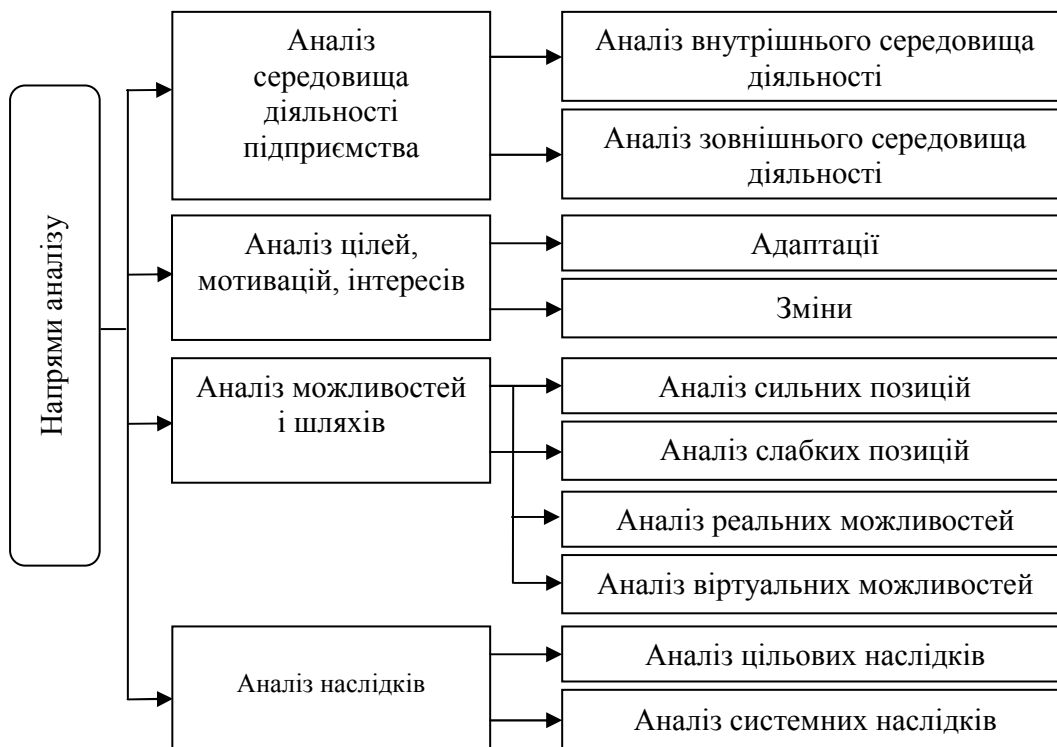 Напрями аналізу
Аналіз
середовища
діяльності
підприємства
Аналіз внутрішнього середовища
діяльності
Аналіз зовнішнього середовища
діяльності
Аналіз цілей,
мотивацій, інтересів
Адаптації
Зміни
Аналіз можливостей
і шляхів
Аналіз сильних позицій
Аналіз слабких позицій
Аналіз реальних можливостей
Аналіз віртуальних можливостей
Аналіз наслідків
Аналіз цільових наслідків
Аналіз системних наслідків